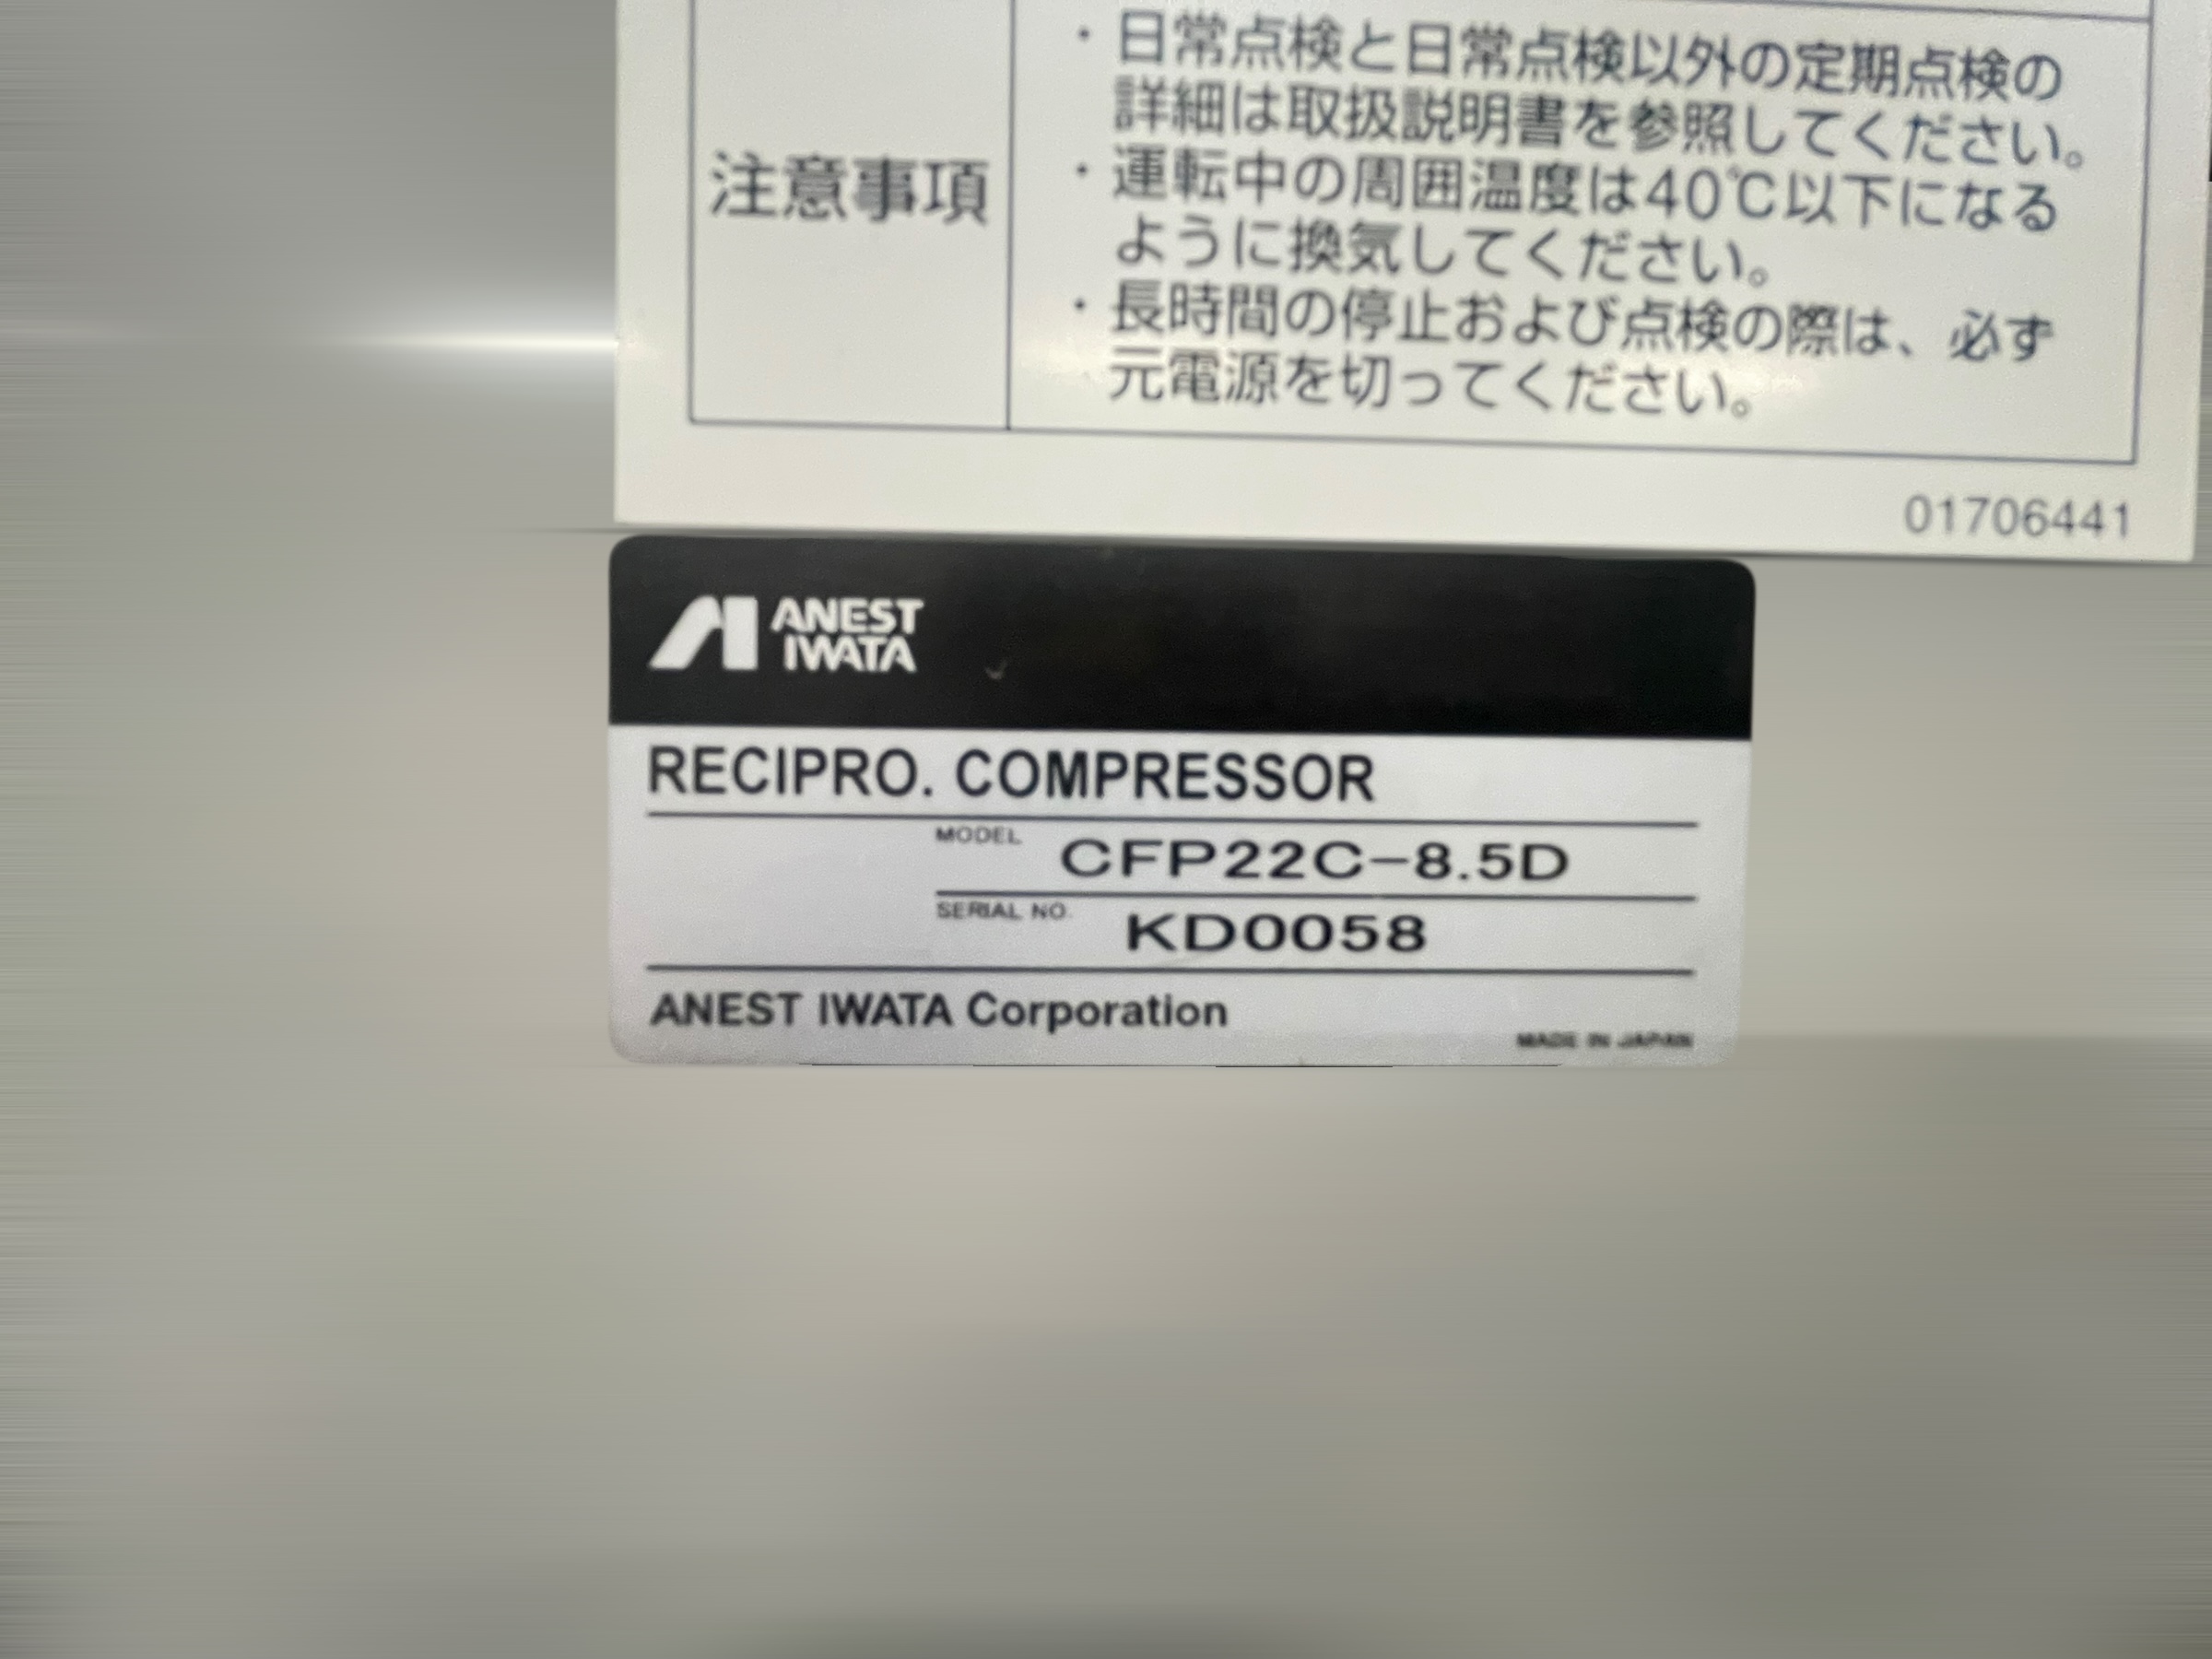 注意事項
・日常点検と日常点検以外の定期点検の
詳細は取扱説明書を参照してください。
・運転中の周囲温度は40℃以下になる
ように換気してください。
・長時間の停止および点検の際は、必ず
元電源を切ってください。
01706441
ANEST
IWATA
RECIPRO. COMPRESSOR
MODEL CFP22C-8.5D
SERIAL NO. KD0058
ANEST IWATA Corporation
MADE IN JAPAN